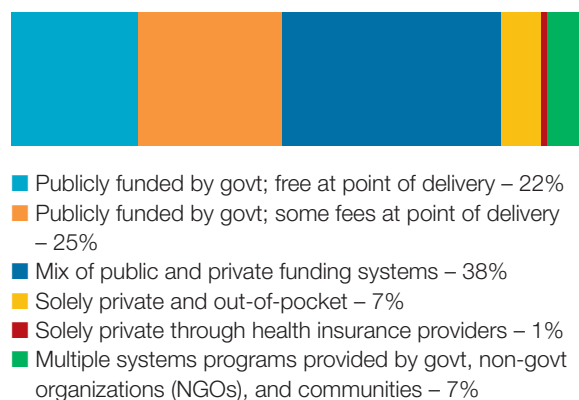 Publicly funded by govt; free at point of delivery – 22%
Publicly funded by govt; some fees at point of delivery
– 25%
Mix of public and private funding systems – 38%
Solely private and out-of-pocket – 7%
Solely private through health insurance providers – 1%
Multiple systems programs provided by govt, non-govt
organizations (NGOs), and communities – 7%